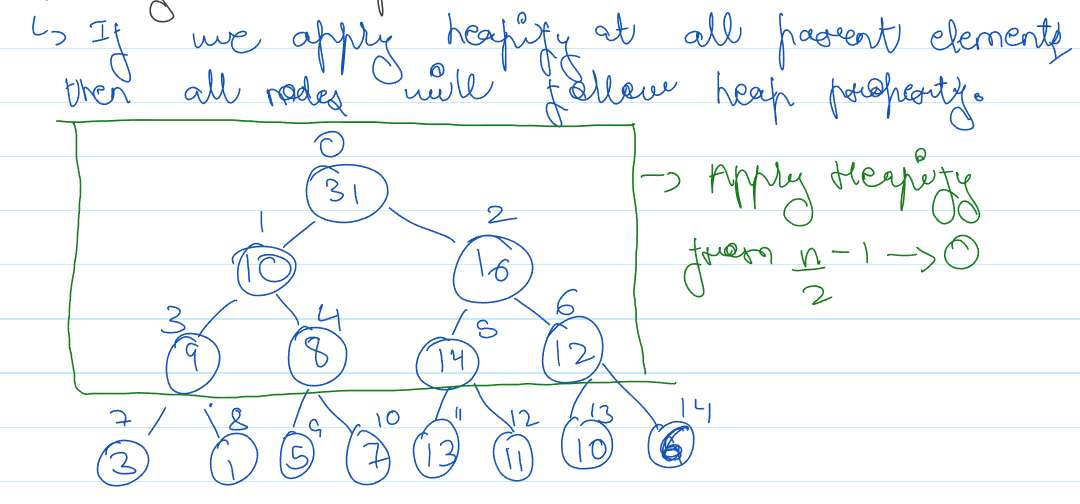 ↳ If we apply heapify at all parent elements
then all nodes will follow heap property.
0
31
→ Apply Heapify
from n/2 - 1 → 0
1 2
10 16
3 4 5 6
9 8 14 12
7 8 9 10 11 12 13 14
3 1 5 7 13 11 10 6